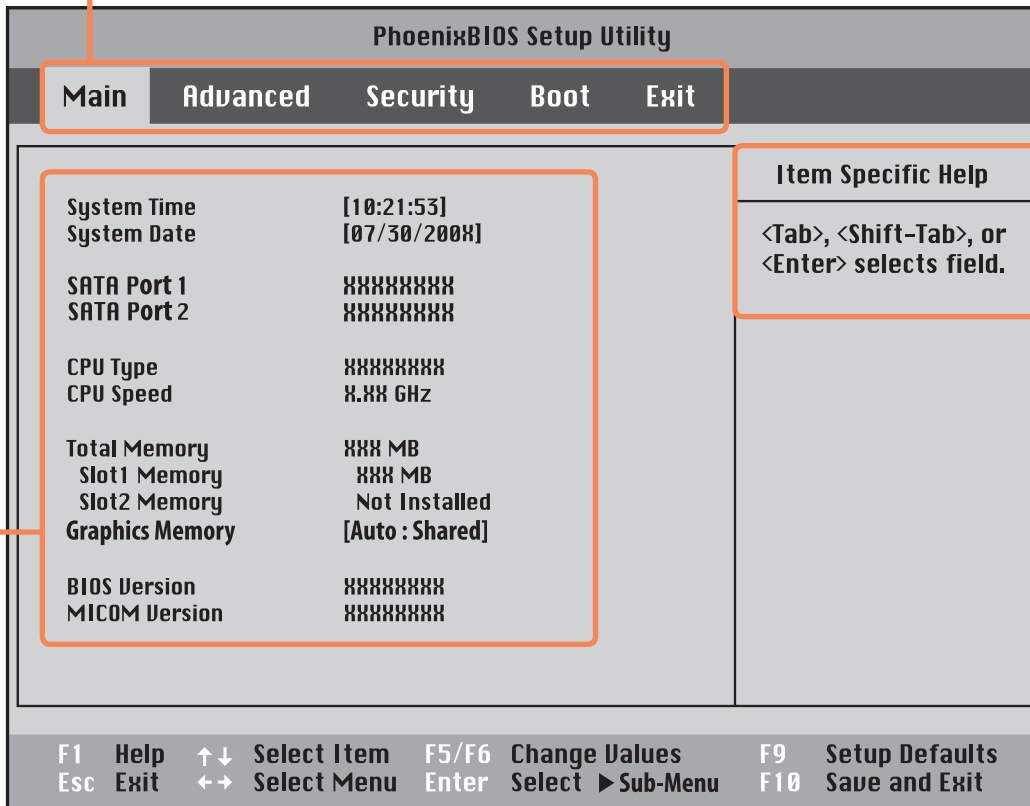 PhoenixBIOS Setup Utility
Main Advanced Security Boot Exit
System Time [10:21:53]
System Date [07/30/200X]
SATA Port 1 XXXXXXXX
SATA Port 2 XXXXXXXX
CPU Type XXXXXXXX
CPU Speed X.XX GHz
Total Memory XXX MB
Slot1 Memory XXX MB
Slot2 Memory Not Installed
Graphics Memory [Auto : Shared]
BIOS Version XXXXXXXX
MICOM Version XXXXXXXX
Item Specific Help
<Tab>, <Shift-Tab>, or
<Enter> selects field.
F1 Help ↑↓ Select Item F5/F6 Change Values F9 Setup Defaults
Esc Exit ←→ Select Menu Enter Select ▶ Sub-Menu F10 Save and Exit